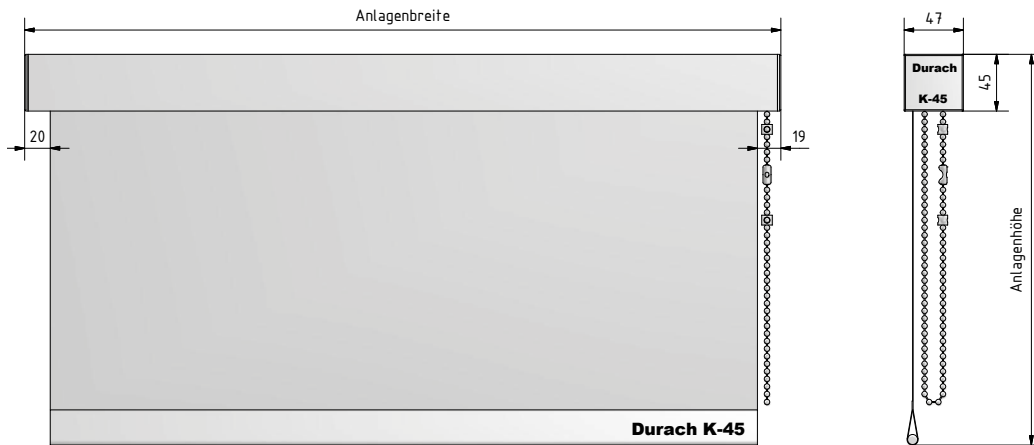 Anlagenbreite
47
Durach
K-45
45
20
19
Anlagenhöhe
Durach K-45